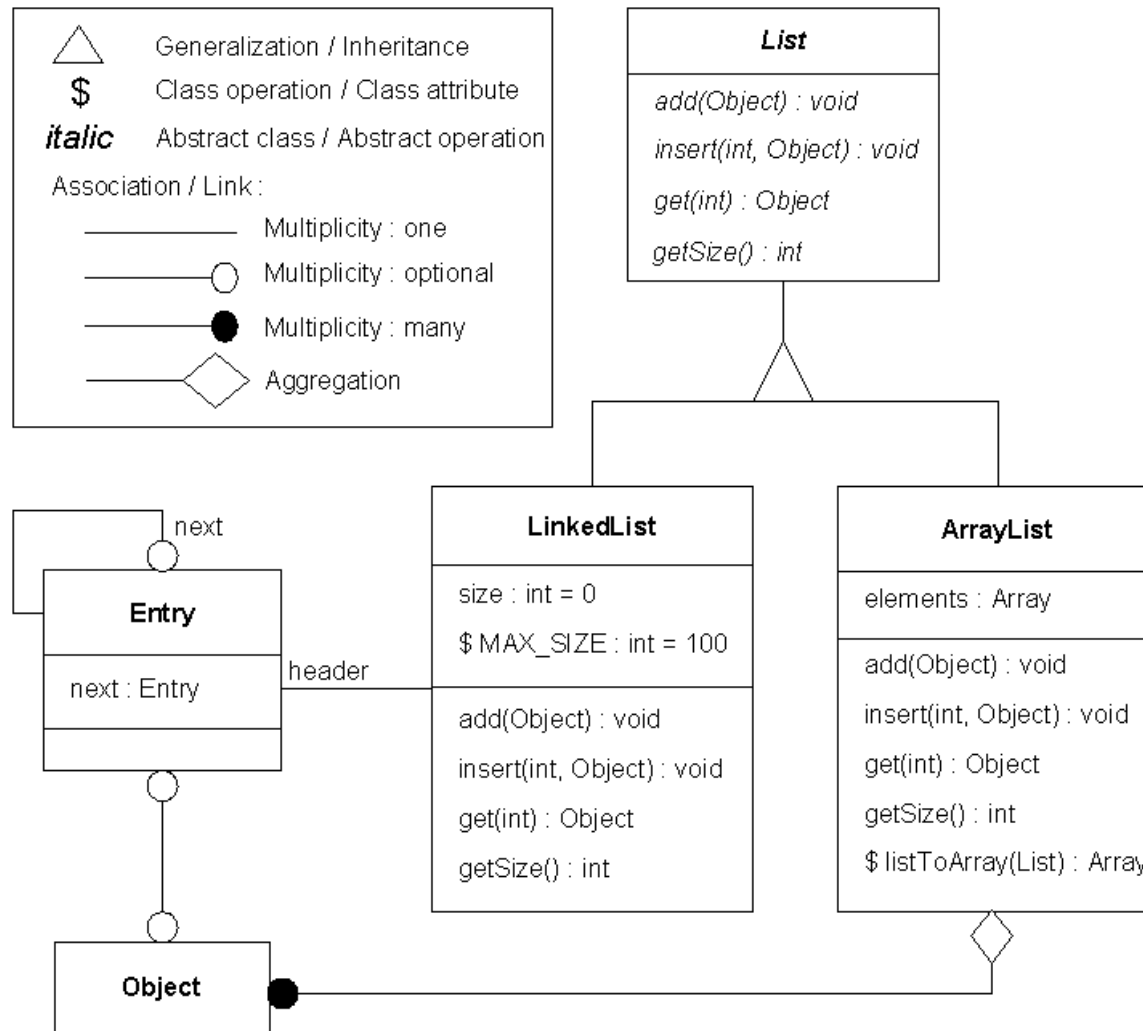 Generalization / Inheritance
$ Class operation / Class attribute
italic Abstract class / Abstract operation
Association / Link :
Multiplicity : one
Multiplicity : optional
Multiplicity : many
Aggregation
List
add(Object) : void
insert(int, Object) : void
get(int) : Object
getSize() : int
next
Entry
next : Entry
header
LinkedList
size : int = 0
$ MAX_SIZE : int = 100
add(Object) : void
insert(int, Object) : void
get(int) : Object
getSize() : int
ArrayList
elements : Array
add(Object) : void
insert(int, Object) : void
get(int) : Object
getSize() : int
$ listToArray(List) : Array
Object